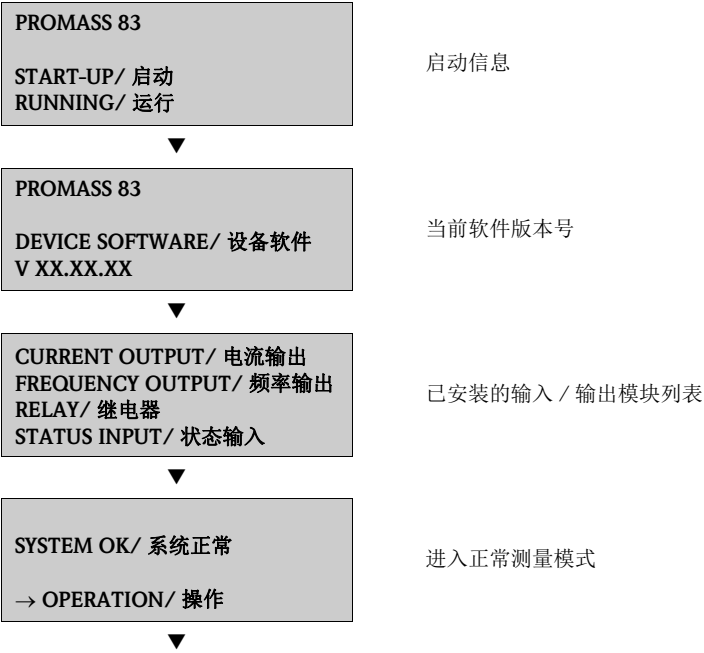 PROMASS 83
START-UP/ 启动
RUNNING/ 运行
启动信息
▼
PROMASS 83
DEVICE SOFTWARE/ 设备软件
V XX.XX.XX
当前软件版本号
▼
CURRENT OUTPUT/ 电流输出
FREQUENCY OUTPUT/ 频率输出
RELAY/ 继电器
STATUS INPUT/ 状态输入
已安装的输入 / 输出模块列表
▼
SYSTEM OK/ 系统正常
→ OPERATION/ 操作
进入正常测量模式
▼